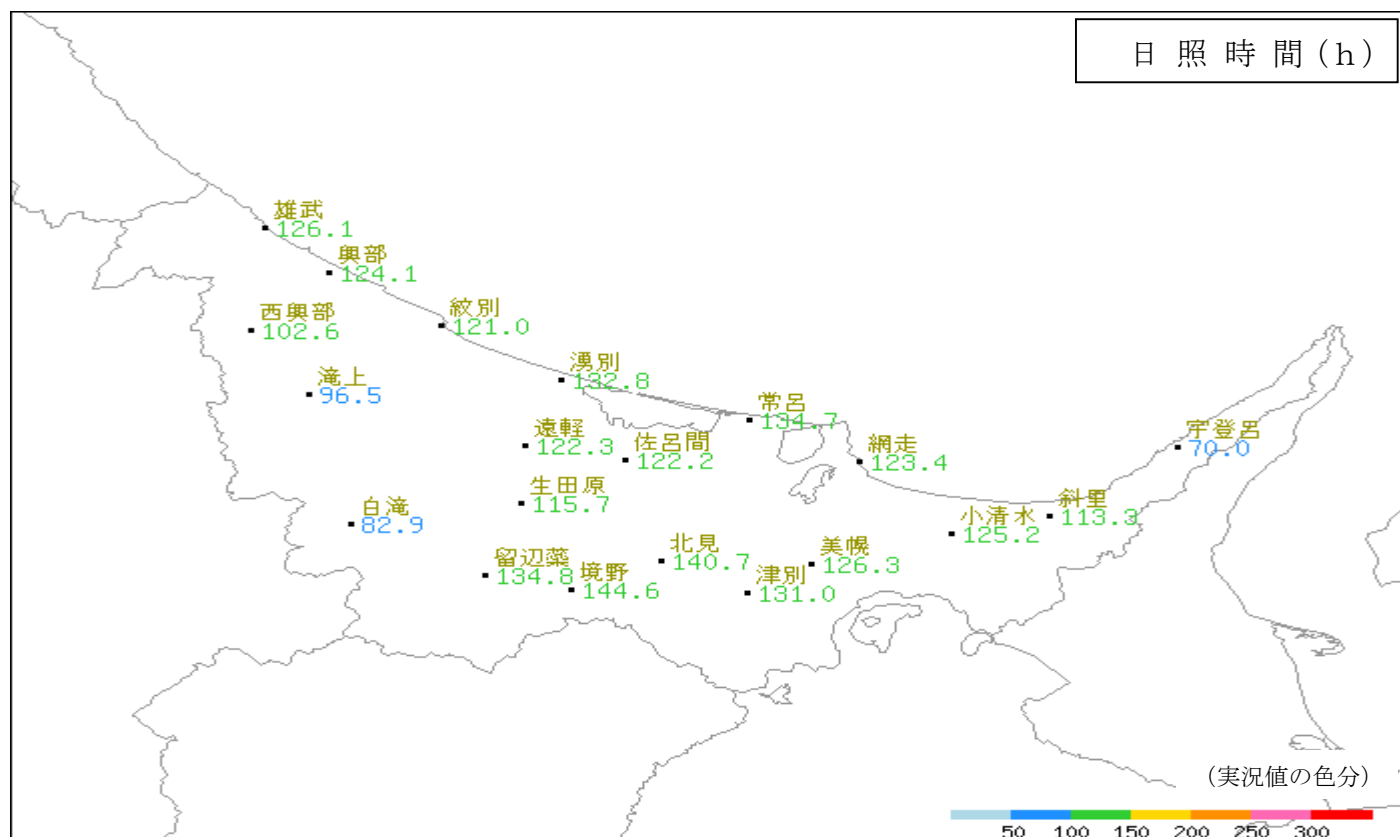 日照時間(h)
雄武
126.1
興部
124.1
西興部
102.6
紋別
121.0
滝上
96.5
湧別
132.8
常呂
134.7
遠軽
122.3
佐呂間
122.2
網走
123.4
宇登呂
70.0
生田原
115.7
白滝
82.9
斜里
113.3
小清水
125.2
北見
140.7
美幌
126.3
留辺蘂
134.8
境野
144.6
津別
131.0
(実況値の色分)
50 100 150 200 250 300